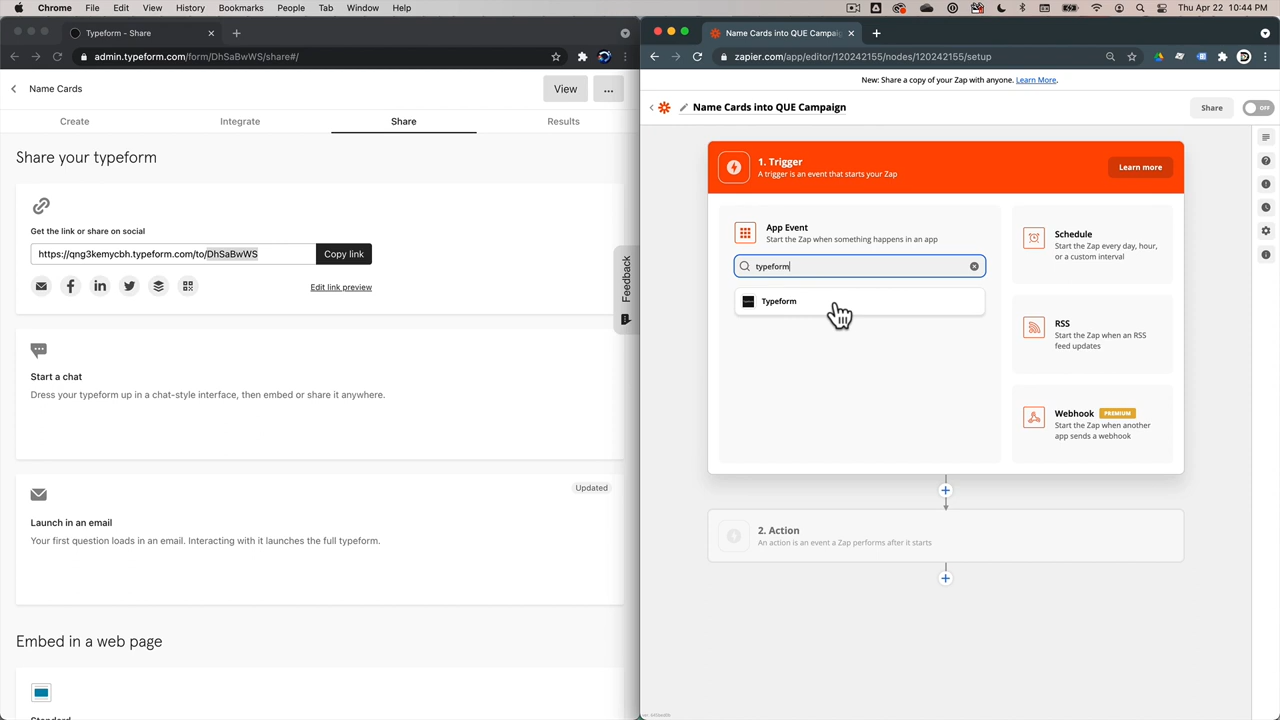 Chrome File Edit View History Bookmarks People Tab Window Help
Thu Apr 22 10:44 PM
Typeform - Share
admin.typeform.com/form/DhSaBwWS/share#/
Name Cards
View
...
Create
Integrate
Share
Results
Share your typeform
Get the link or share on social
https://qng3kemycbh.typeform.com/to/DhSaBwWS
Copy link
Edit link preview
Feedback
Start a chat
Dress your typeform up in a chat-style interface, then embed or share it anywhere.
Updated
Launch in an email
Your first question loads in an email. Interacting with it launches the full typeform.
Embed in a web page
Standard
Name Cards into QUE Campaig
zapier.com/app/editor/120242155/nodes/120242155/setup
New: Share a copy of your Zap with anyone. Learn More.
Name Cards into QUE Campaign
Share
OFF
1. Trigger
A trigger is an event that starts your Zap
Learn more
App Event
Start the Zap when something happens in an app
typeform
Typeform
Schedule
Start the Zap every day, hour,
or a custom interval
RSS
Start the Zap when an RSS
feed updates
Webhook PREMIUM
Start the Zap when another
app sends a webhook
2. Action
An action is an event a Zap performs after it starts